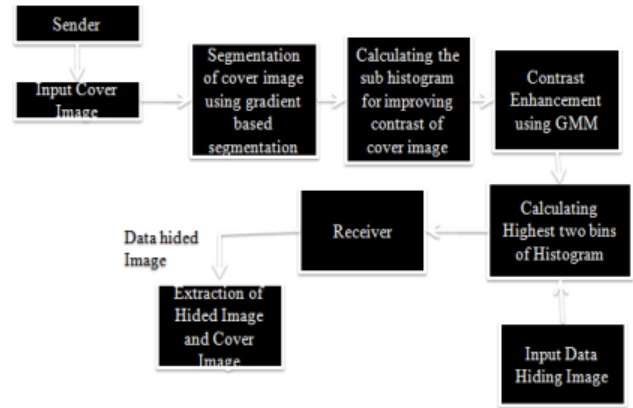 Sender
Input Cover
Image
Segmentation
of cover image
using gradient
based
segmentation
Calculating the
sub histogram
for improving
contrast of
cover image
Contrast
Enhancement
using GMM
Calculating
Highest two bins
of Histogram
Receiver
Data hided
Image
Extraction of
Hided Image
and Cover
Image
Input Data
Hiding Image